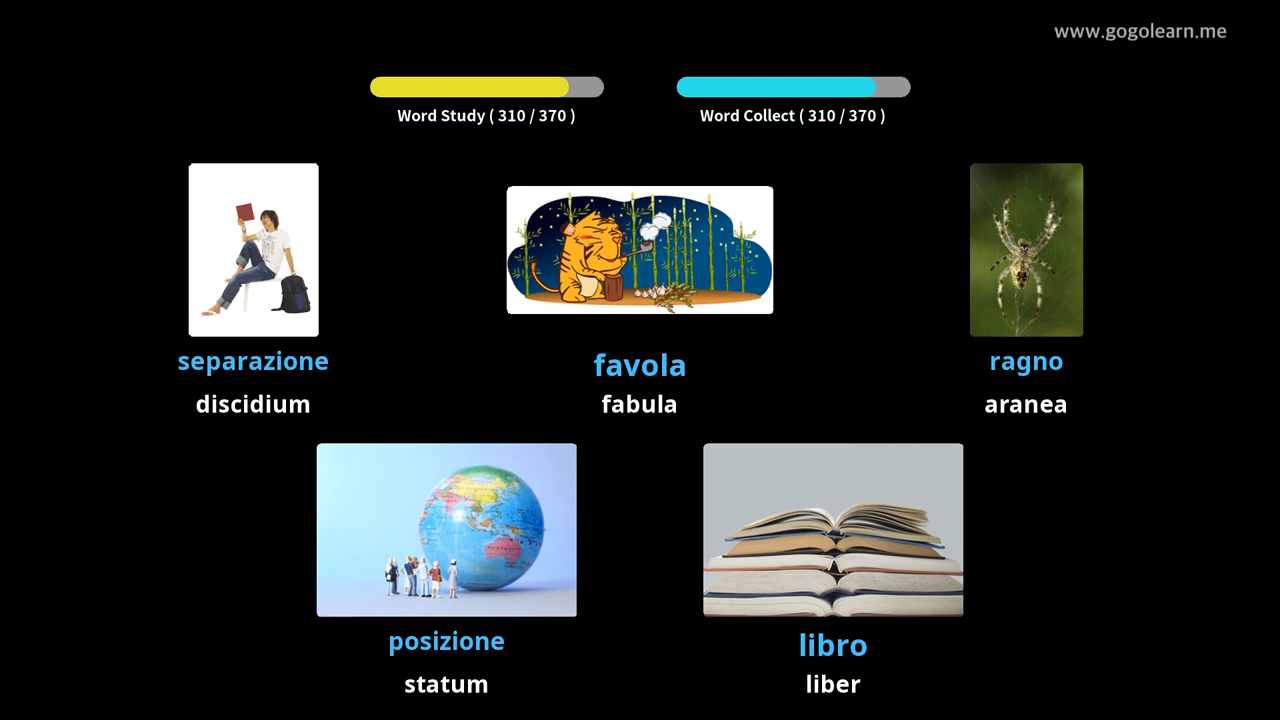 www.gogolearn.me
Word Study ( 310 / 370 )
Word Collect ( 310 / 370 )
separazione
discidium
favola
fabula
ragno
aranea
posizione
statum
libro
liber